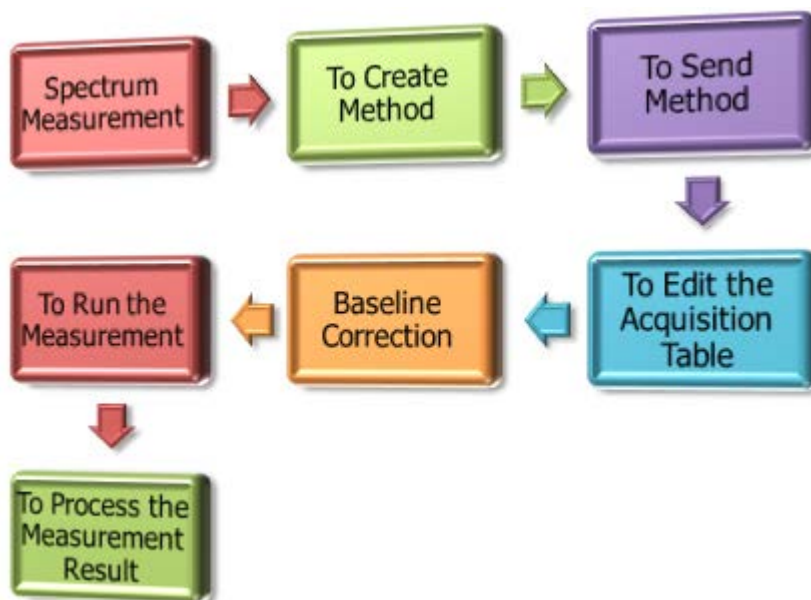 Spectrum
Measurement
To Create
Method
To Send
Method
To Edit the
Acquisition
Table
Baseline
Correction
To Run the
Measurement
To Process the
Measurement
Result